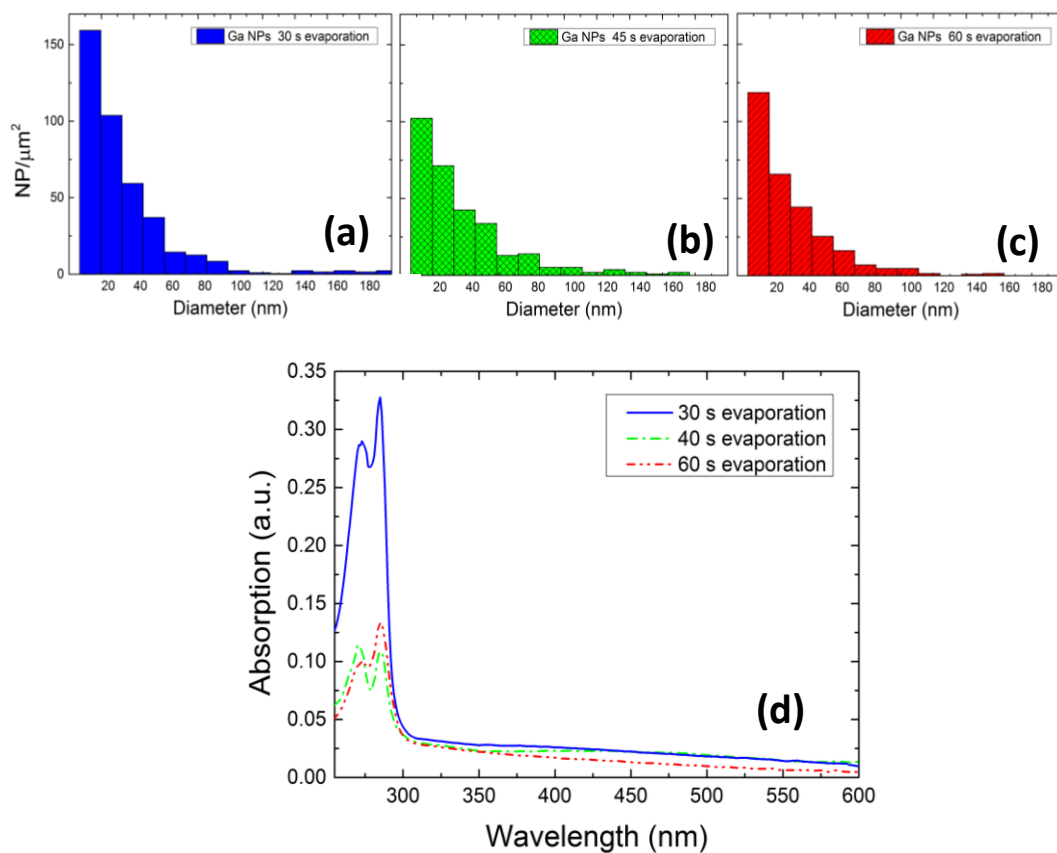 Ga NPs 30 s evaporation
150
100
50
0
NP/μm²
20 40 60 80 100 120 140 160 180
Diameter (nm)
(a)
Ga NPs 45 s evaporation
20 40 60 80 100 120 140 160 180
Diameter (nm)
(b)
Ga NPs 60 s evaporation
20 40 60 80 100 120 140 160 180
Diameter (nm)
(c)
0.35
0.30
0.25
0.20
0.15
0.10
0.05
0.00
Absorption (a.u.)
30 s evaporation
40 s evaporation
60 s evaporation
(d)
300 350 400 450 500 550 600
Wavelength (nm)